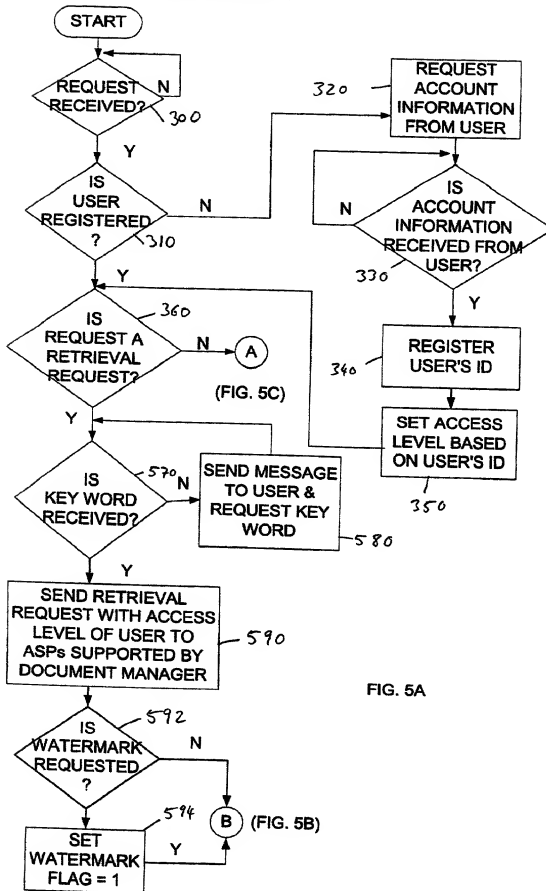 START
REQUEST
RECEIVED?
N
300
Y
IS
USER
REGISTERED
?
N
310
Y
320
REQUEST
ACCOUNT
INFORMATION
FROM USER
IS
ACCOUNT
INFORMATION
RECEIVED FROM
USER?
N
330
Y
340
REGISTER
USER'S ID
SET ACCESS
LEVEL BASED
ON USER'S ID
350
360
IS
REQUEST A
RETRIEVAL
REQUEST?
N
A
(FIG. 5C)
Y
570
IS
KEY WORD
RECEIVED?
N
SEND MESSAGE
TO USER &
REQUEST KEY
WORD
580
Y
SEND RETRIEVAL
REQUEST WITH ACCESS
LEVEL OF USER TO
ASPs SUPPORTED BY
DOCUMENT MANAGER
590
FIG. 5A
592
IS
WATERMARK
REQUESTED
?
N
B
(FIG. 5B)
594
SET
WATERMARK
FLAG = 1
Y